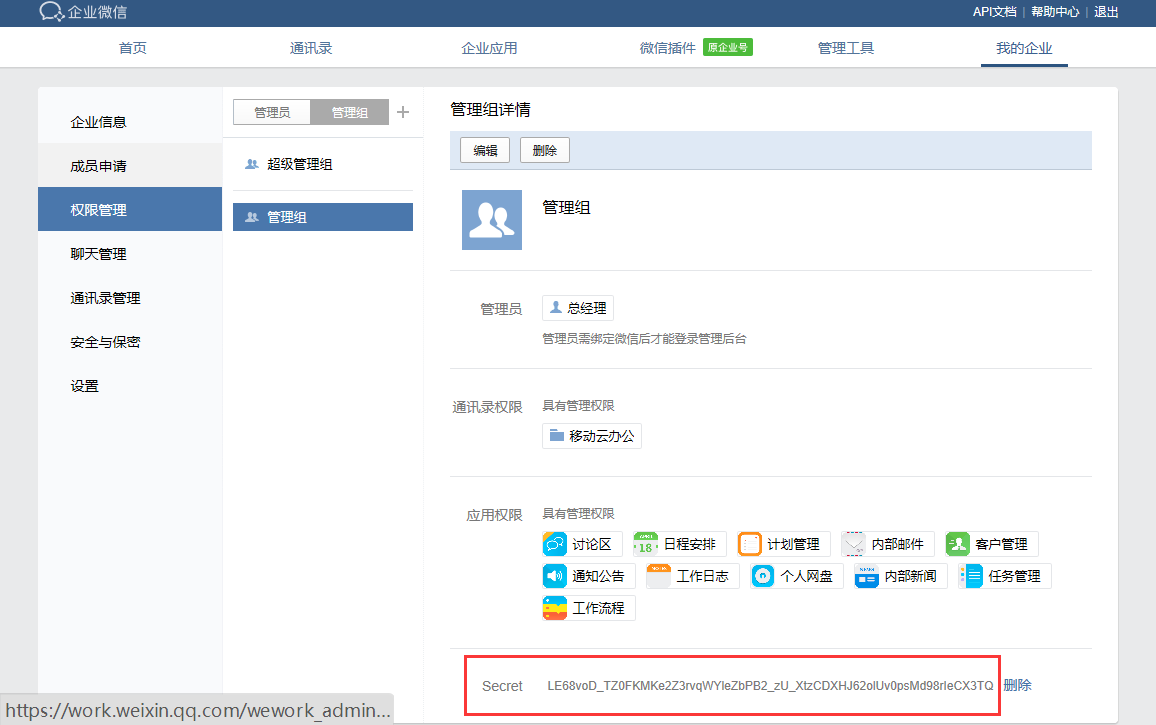 企业微信
API文档 | 帮助中心 | 退出
首页 通讯录 企业应用 微信插件 原企业号 管理工具 我的企业
企业信息
成员申请
权限管理
聊天管理
通讯录管理
安全与保密
设置
管理员 管理组 +
超级管理组
管理组
管理组详情
编辑 删除
管理组
管理员 总经理
管理员需绑定微信后才能登录管理后台
通讯录权限 具有管理权限
移动云办公
应用权限 具有管理权限
讨论区 18 日程安排 计划管理 内部邮件 客户管理
通知公告 工作日志 个人网盘 NEWS 内部新闻 任务管理
工作流程
Secret LE68voD_TZ0FKMKe2Z3rvqWYleZbPB2_zU_XtzCDXHJ62olUv0psMd98rleCX3TQ 删除
https://work.weixin.qq.com/wework_admin...